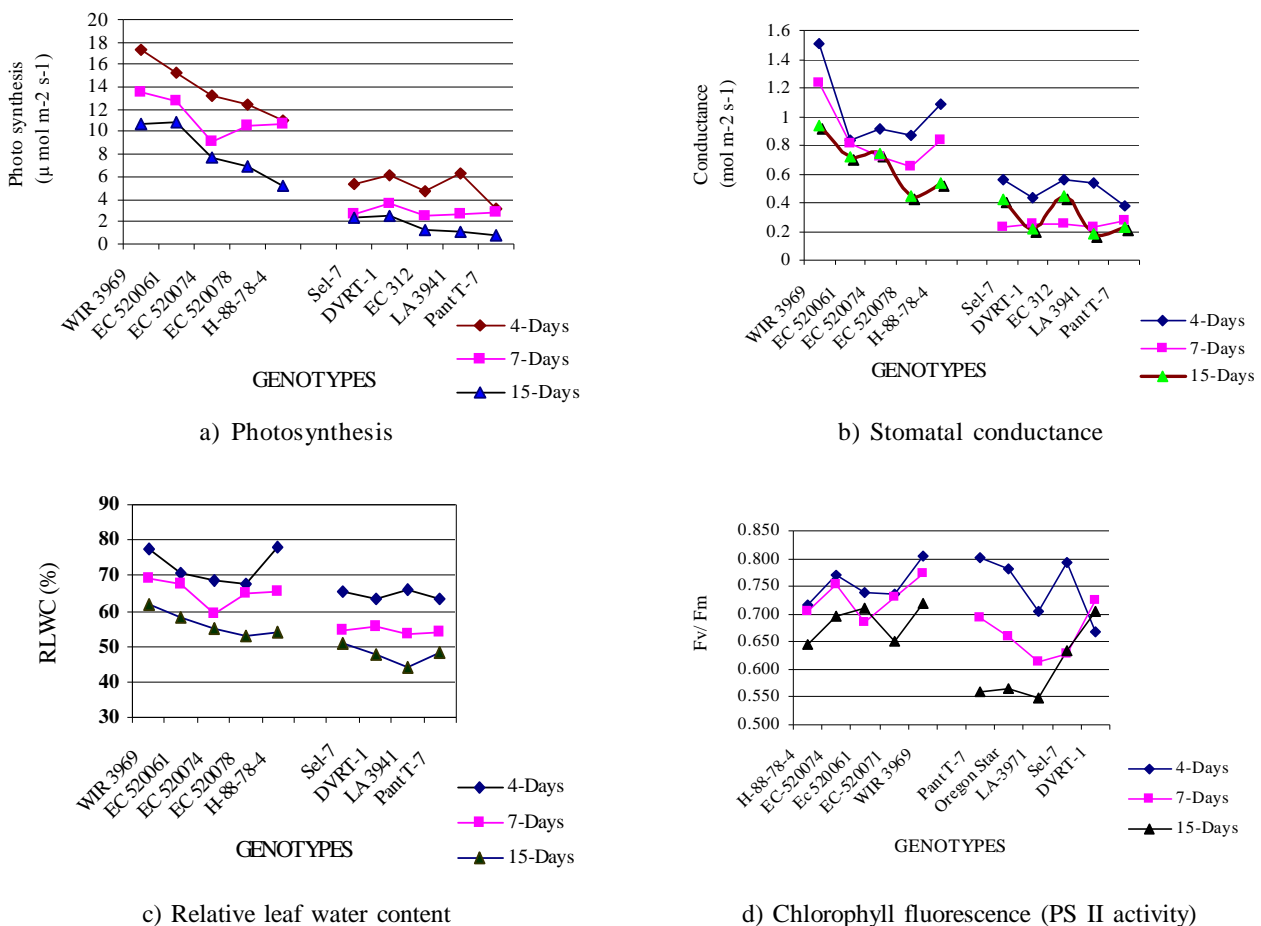 20
18
16
14
12
10
8
6
4
2
0
Photo synthesis
(µ mol m-2 s-1)
WIR 3969
EC 520061
EC 520074
EC 520078
H-88-78-4
Sel-7
DVRT-1
EC 312
LA 3941
Pant T-7
4-Days
7-Days
15-Days
GENOTYPES
a) Photosynthesis
1.6
1.4
1.2
1
0.8
0.6
0.4
0.2
0
Conductance
(mol m-2 s-1)
WIR 3969
EC 520061
EC 520074
EC 520078
H-88-78-4
Sel-7
DVRT-1
EC 312
LA 3941
Pant T-7
4-Days
7-Days
15-Days
GENOTYPES
b) Stomatal conductance
90
80
70
60
50
40
30
RLWC (%)
WIR 3969
EC 520061
EC 520074
EC 520078
H-88-78-4
Sel-7
DVRT-1
LA 3941
Pant T-7
4-Days
7-Days
15-Days
GENOTYPES
c) Relative leaf water content
0.850
0.800
0.750
0.700
0.650
0.600
0.550
0.500
Fv/ Fm
H-88-78-4
EC-520074
Ec 520061
EC-520071
WIR 3969
Pant T-7
Oregon Star
LA-3971
Sel-7
DVRT-1
4-Days
7-Days
15-Days
GENOTYPES
d) Chlorophyll fluorescence (PS II activity)